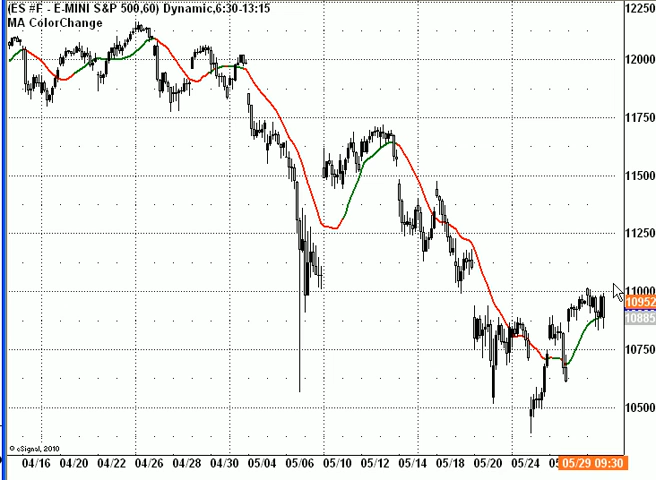 (ES #F - E-MINI S&P 500,60) Dynamic,6:30-13:15
MA ColorChange
12250
12000
11750
11500
11250
11000
10952
10885
10750
10500
© eSignal, 2010
04/16 04/20 04/22 04/26 04/28 04/30 05/04 05/06 05/10 05/12 05/14 05/18 05/20 05/24 05/29 09:30